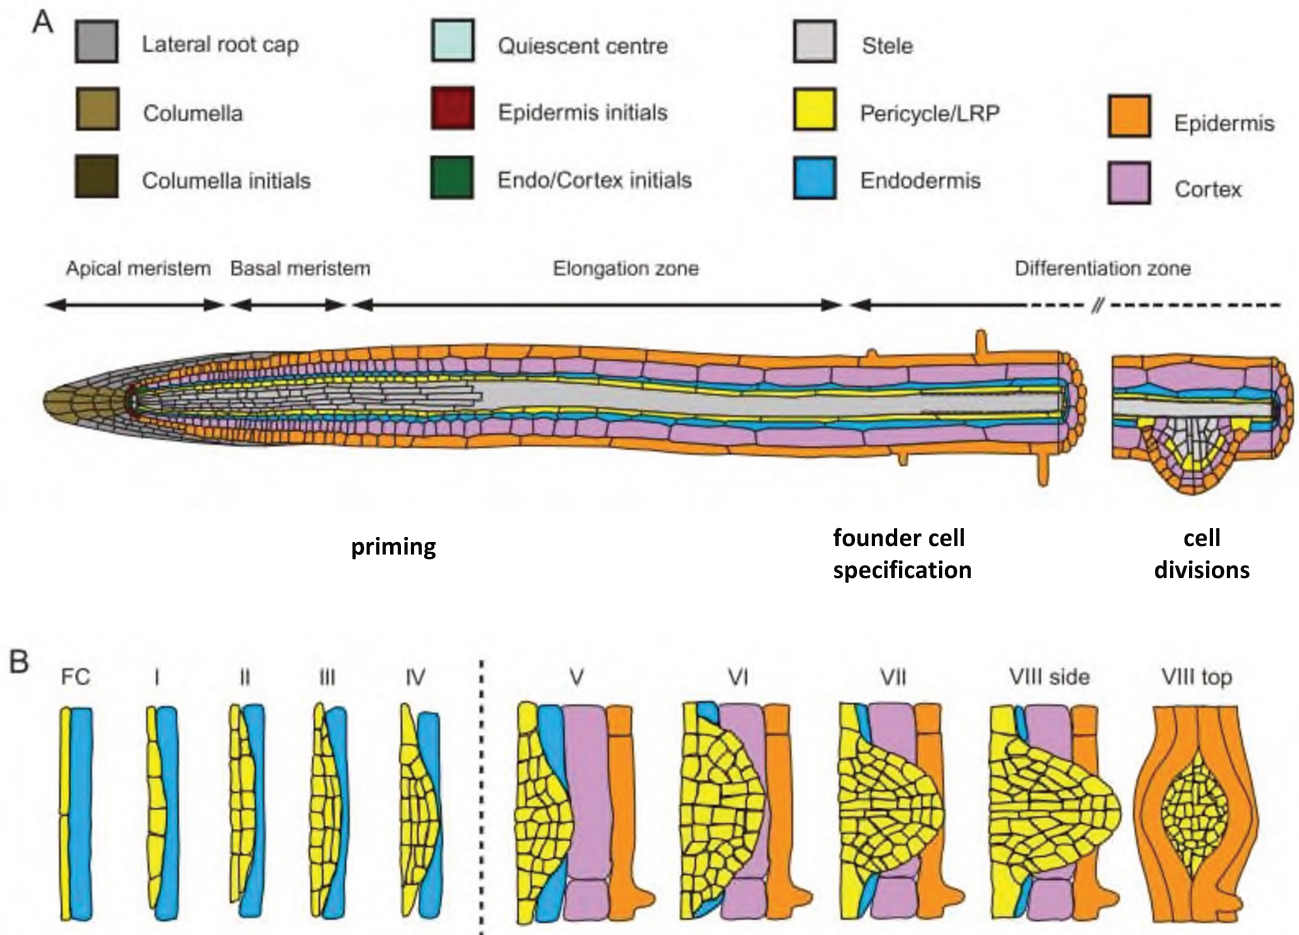 A
Lateral root cap
Quiescent centre
Stele
Columella
Epidermis initials
Pericycle/LRP
Epidermis
Columella initials
Endo/Cortex initials
Endodermis
Cortex
Apical meristem
Basal meristem
Elongation zone
Differentiation zone
priming
founder cell
specification
cell
divisions
B
FC
I
II
III
IV
V
VI
VII
VIII side
VIII top